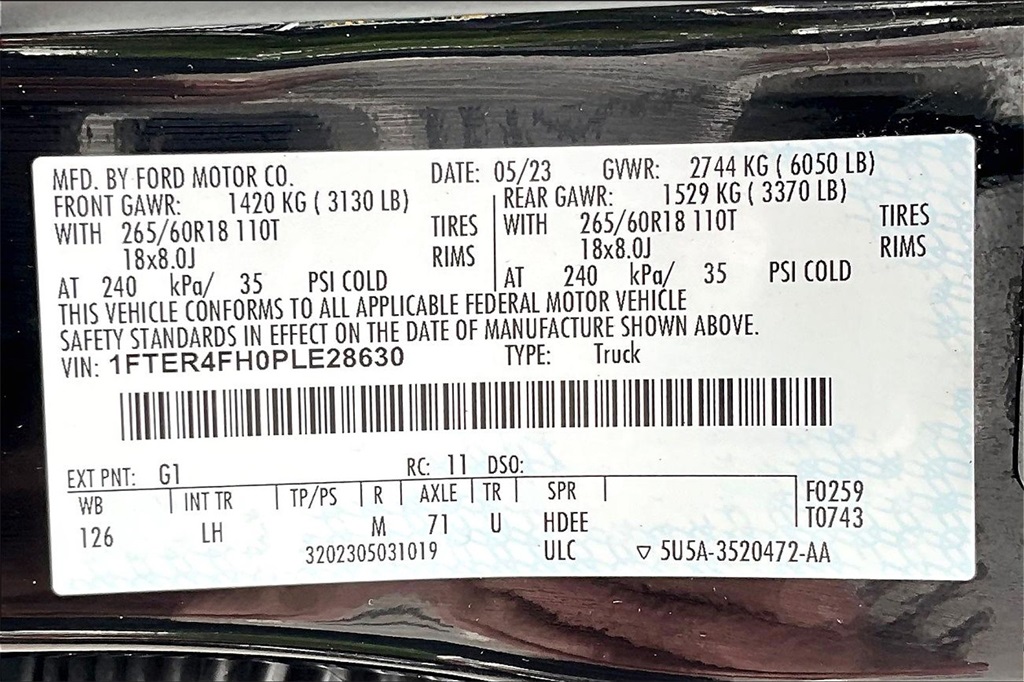 MFD. BY FORD MOTOR CO. DATE: 05/23 GVWR: 2744 KG ( 6050 LB)
FRONT GAWR: 1420 KG ( 3130 LB) REAR GAWR: 1529 KG ( 3370 LB)
WITH 265/60R18 110T TIRES WITH 265/60R18 110T TIRES
18x8.0J RIMS 18x8.0J RIMS
AT 240 kPa/ 35 PSI COLD AT 240 kPa/ 35 PSI COLD
THIS VEHICLE CONFORMS TO ALL APPLICABLE FEDERAL MOTOR VEHICLE
SAFETY STANDARDS IN EFFECT ON THE DATE OF MANUFACTURE SHOWN ABOVE.
VIN: 1FTER4FH0PLE28630 TYPE: Truck
EXT PNT: G1 RC: 11 DSO:
WB INT TR TP/PS R AXLE TR SPR F0259
126 LH M 71 U HDEE T0743
3202305031019 ULC ▽ 5U5A-3520472-AA